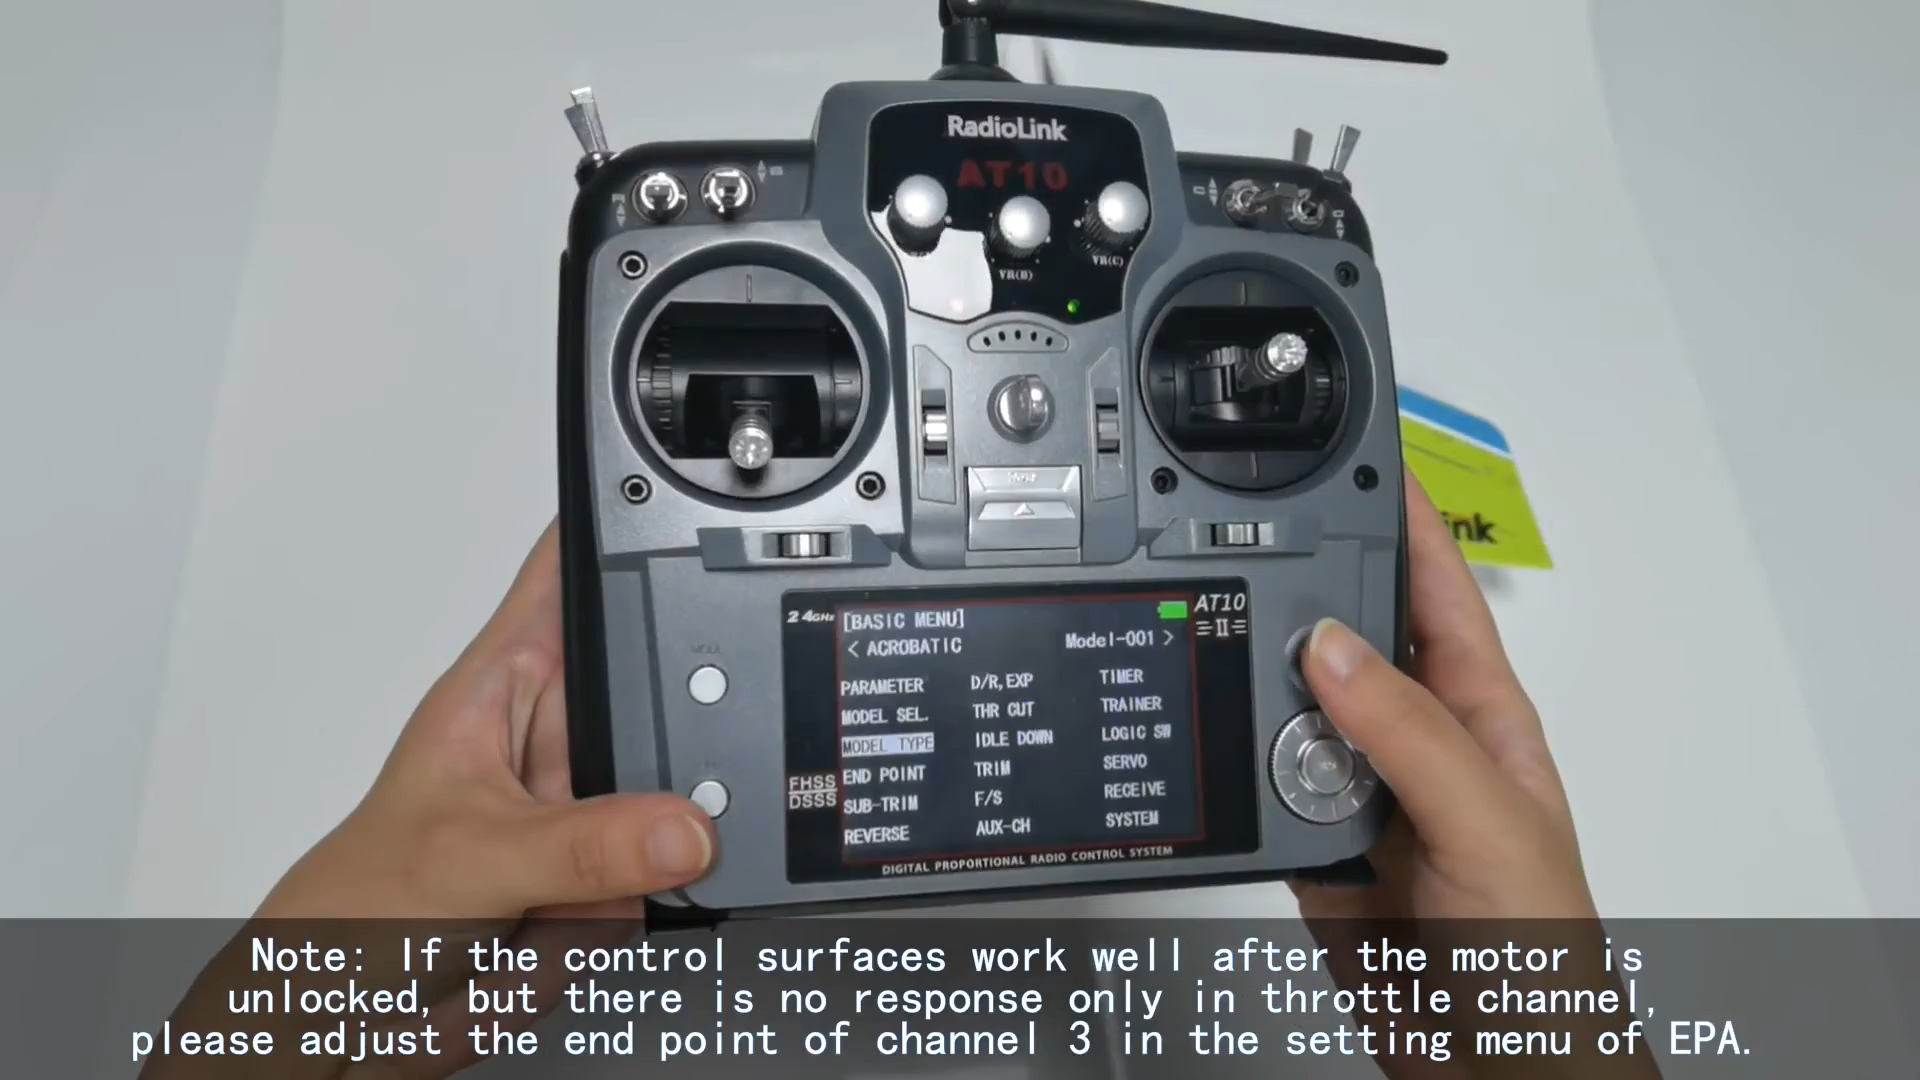 RadioLink
AT10
VR(B)
VR(C)
2.4GHz
[BASIC MENU]
AT10
II
< ACROBATIC
Model-001 >
PARAMETER
D/R,EXP
TIMER
MODEL SEL.
THR CUT
TRAINER
MODEL TYPE
IDLE DOWN
LOGIC SW
END POINT
TRIM
SERVO
SUB-TRIM
F/S
RECEIVE
REVERSE
AUX-CH
SYSTEM
FHSS
DSSS
DIGITAL PROPORTIONAL RADIO CONTROL SYSTEM
ink
Note: If the control surfaces work well after the motor is
unlocked, but there is no response only in throttle channel,
please adjust the end point of channel 3 in the setting menu of EPA.